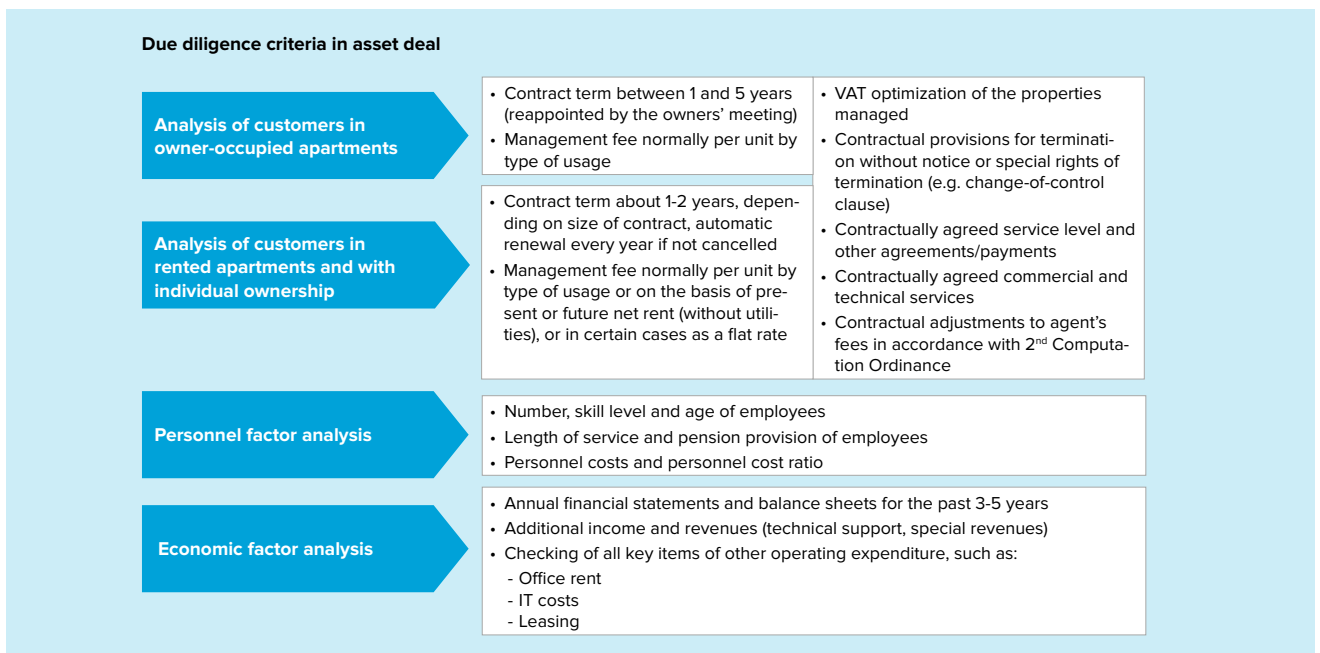 Due diligence criteria in asset deal
Analysis of customers in
owner-occupied apartments
• Contract term between 1 and 5 years
(reappointed by the owners’ meeting)
• Management fee normally per unit by
type of usage
Analysis of customers in
rented apartments and with
individual ownership
• Contract term about 1-2 years, depen-
ding on size of contract, automatic
renewal every year if not cancelled
• Management fee normally per unit by
type of usage or on the basis of pre-
sent or future net rent (without utili-
ties), or in certain cases as a flat rate
• VAT optimization of the properties
managed
• Contractual provisions for terminati-
on without notice or special rights of
termination (e.g. change-of-control
clause)
• Contractually agreed service level and
other agreements/payments
• Contractually agreed commercial and
technical services
• Contractual adjustments to agent’s
fees in accordance with 2nd Computa-
tion Ordinance
Personnel factor analysis
• Number, skill level and age of employees
• Length of service and pension provision of employees
• Personnel costs and personnel cost ratio
Economic factor analysis
• Annual financial statements and balance sheets for the past 3-5 years
• Additional income and revenues (technical support, special revenues)
• Checking of all key items of other operating expenditure, such as:
- Office rent
- IT costs
- Leasing